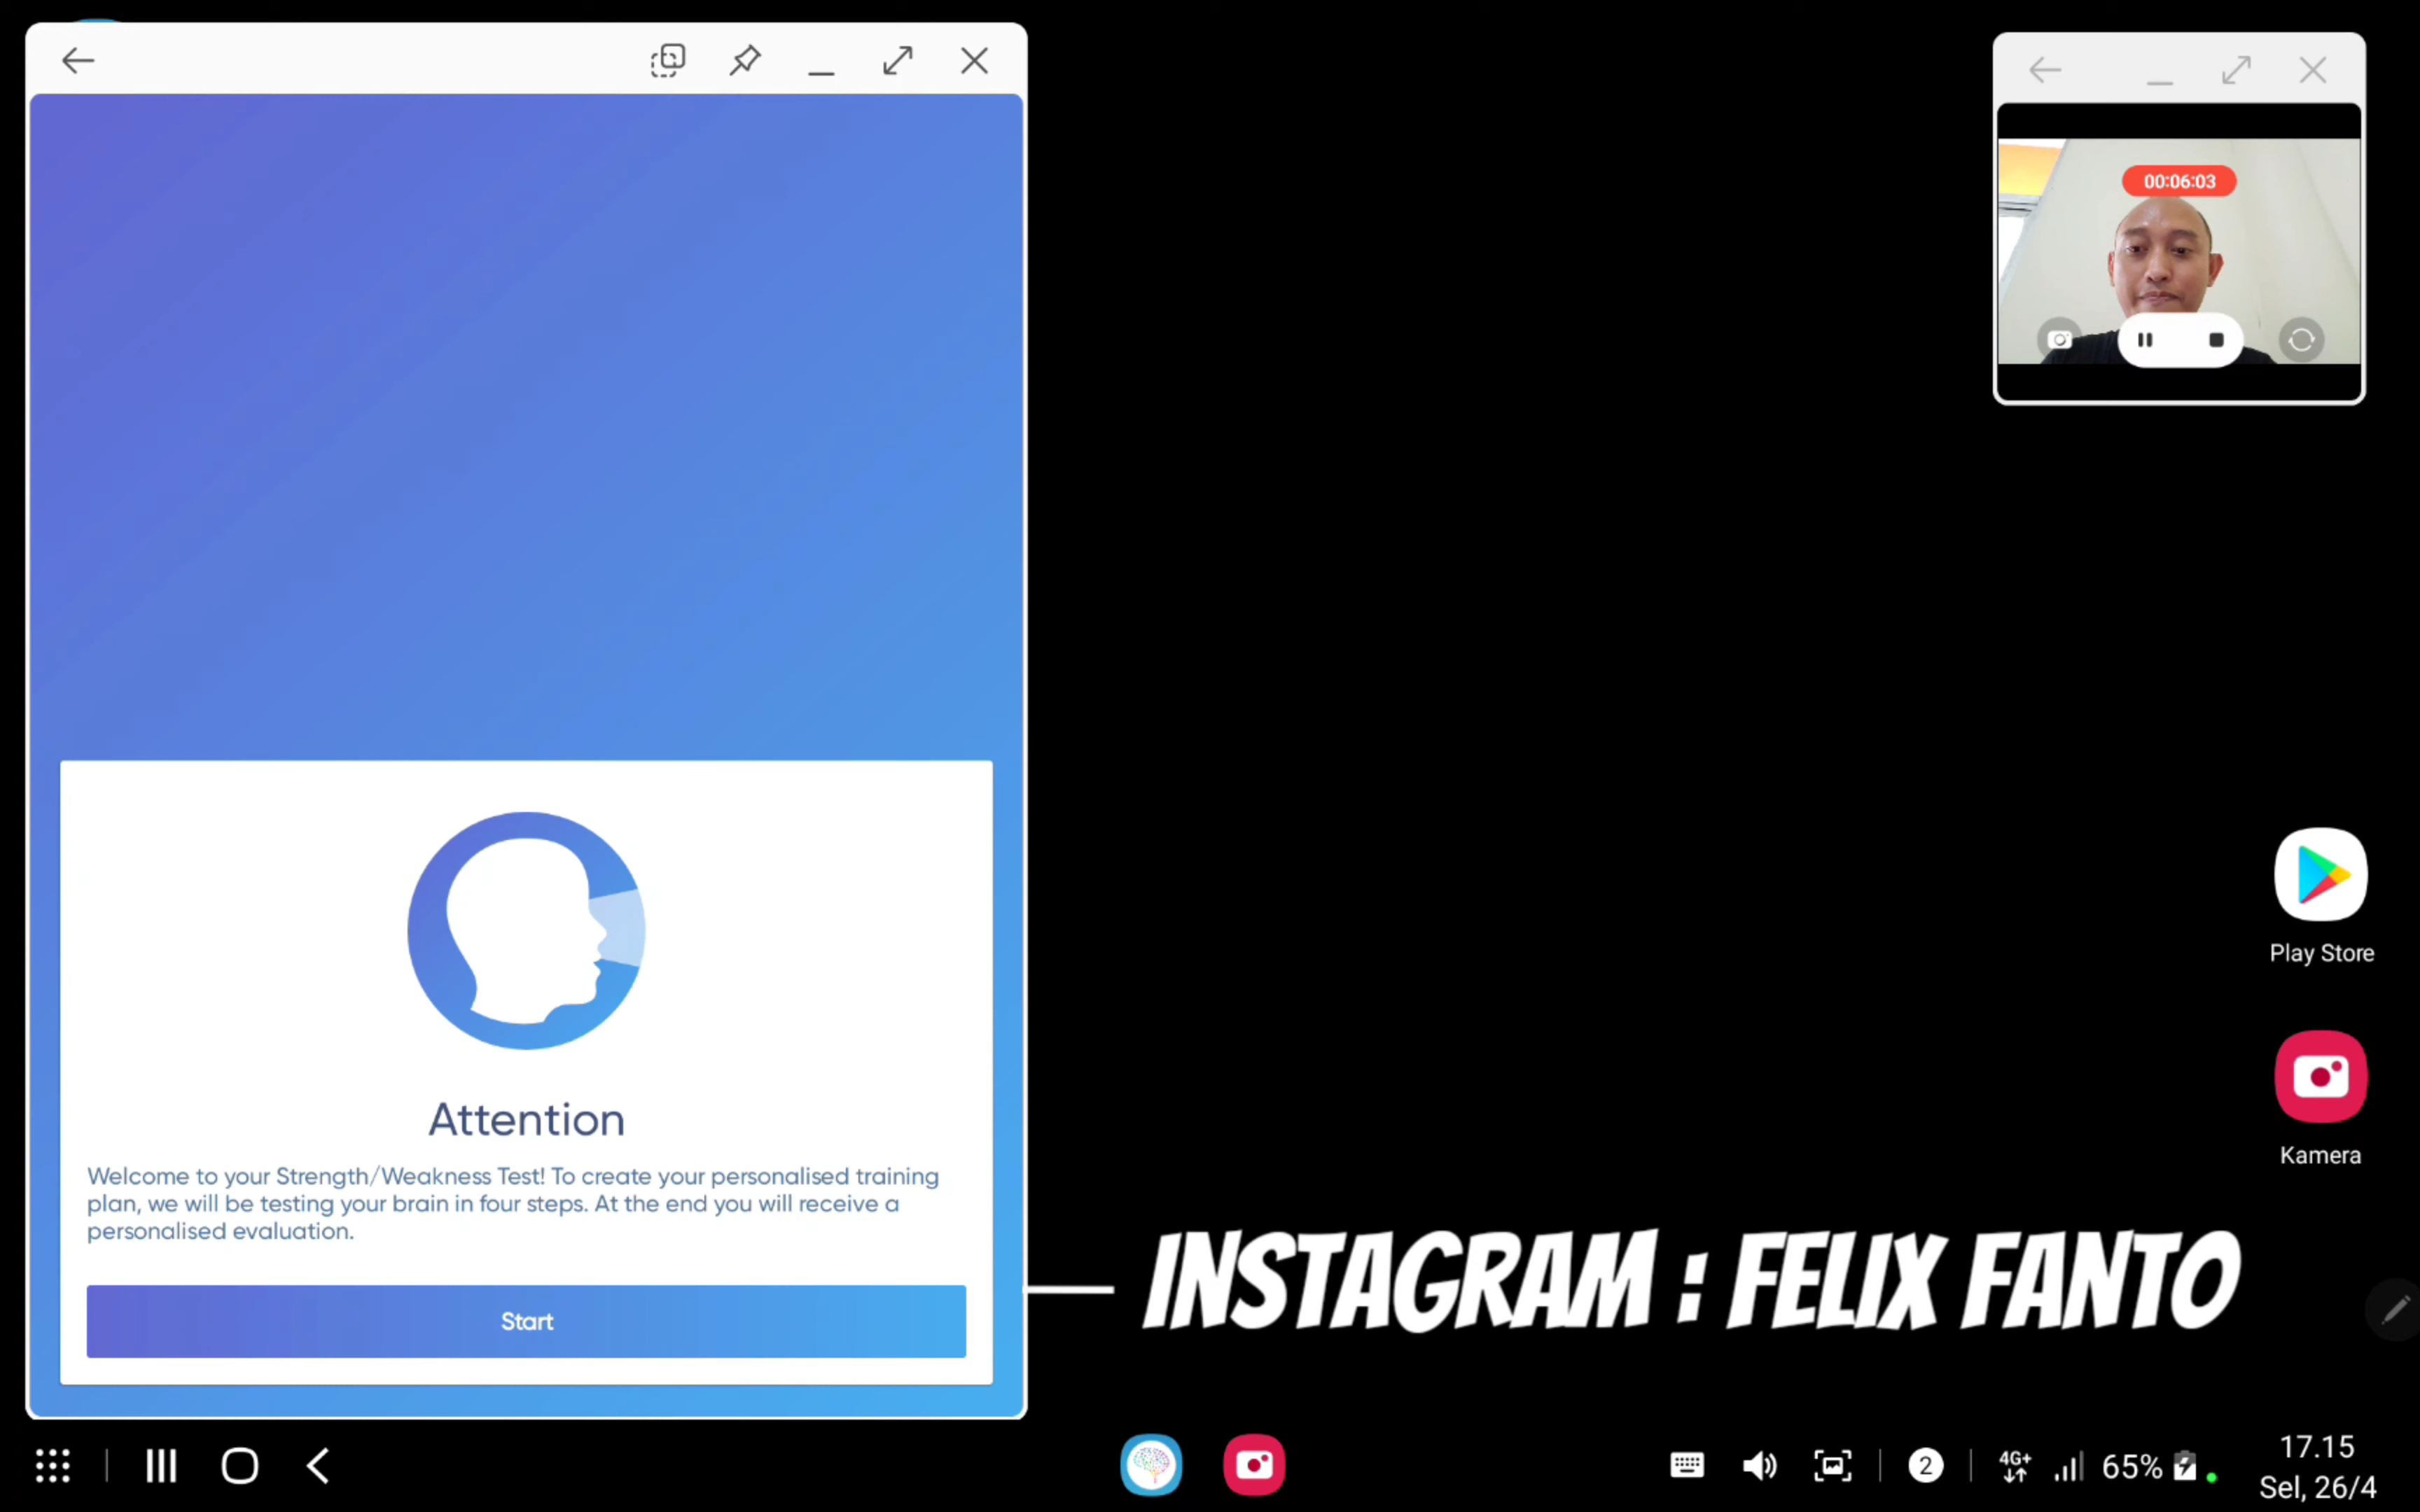 00:06:03
Play Store
Kamera
Attention
Welcome to your Strength/Weakness Test! To create your personalised training
plan, we will be testing your brain in four steps. At the end you will receive a
personalised evaluation.
Start
INSTAGRAM : FELIX FANTO
2
4G+
65%
17.15
Sel, 26/4